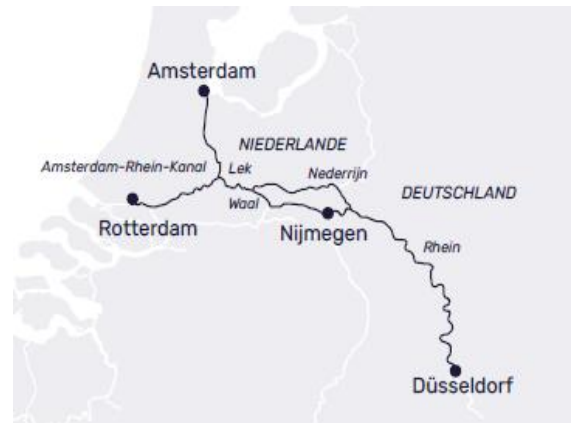 Amsterdam
NIEDERLANDE
Amsterdam-Rhein-Kanal
Lek
Nederrijn
DEUTSCHLAND
Waal
Rotterdam
Nijmegen
Rhein
Düsseldorf